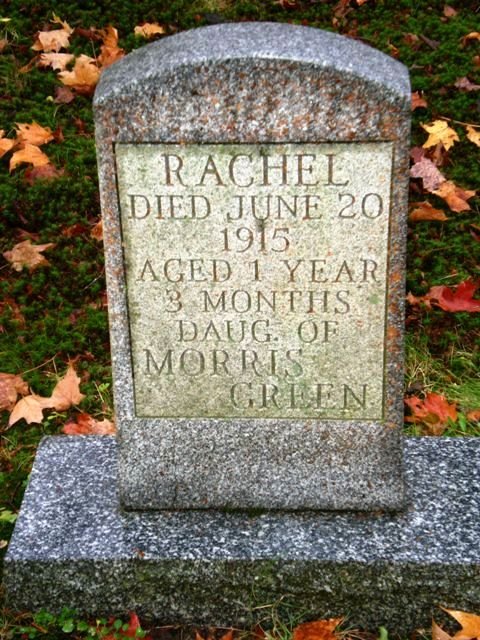 RACHEL
DIED JUNE 20
1915
AGED 1 YEAR
3 MONTHS
DAUG. OF
MORRIS
GREEN